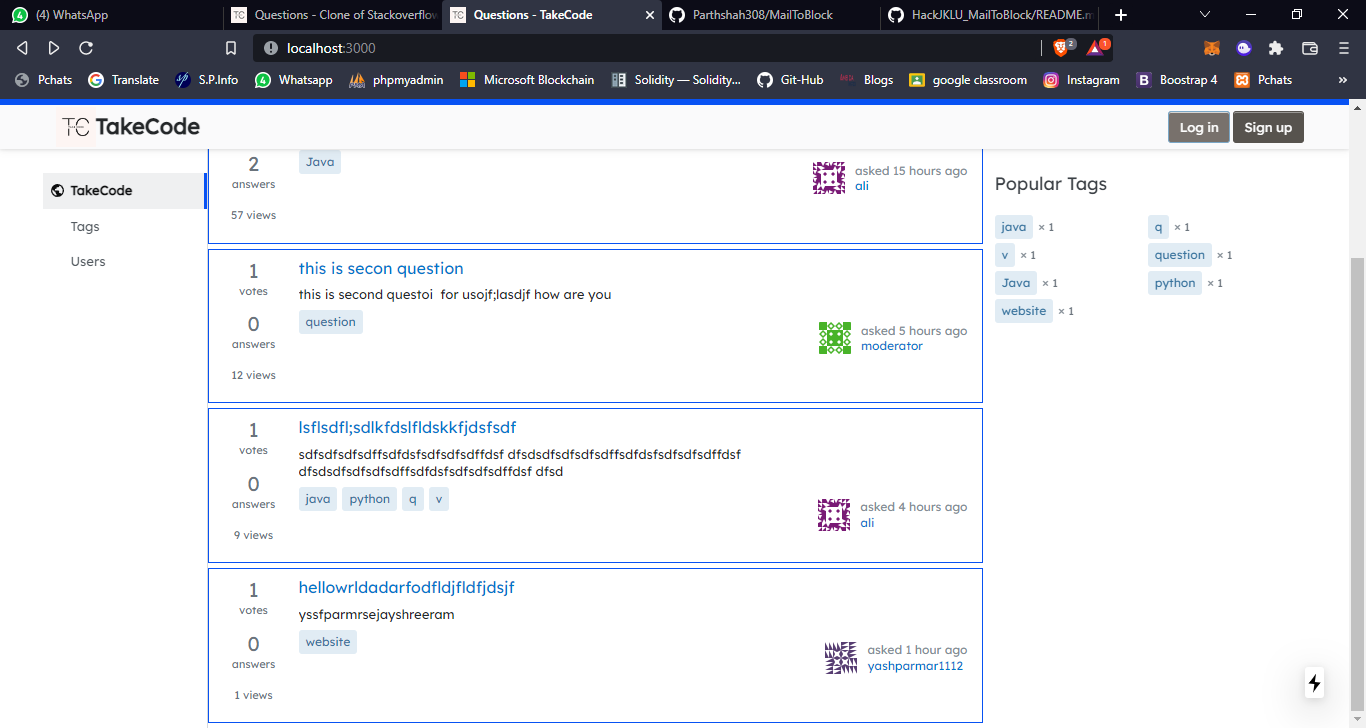 (4) WhatsApp
Questions - Clone of Stackoverflow
Questions - TakeCode
Parthshah308/MailToBlock
HackJKLU_MailToBlock/README.m
localhost:3000
2
1
Pchats
Translate
S.P.Info
Whatsapp
phpmyadmin
Microsoft Blockchain
Solidity — Solidity...
Git-Hub
Blogs
google classroom
Instagram
B Boostrap 4
Pchats
TC TakeCode
Log in
Sign up
TakeCode
Tags
Users
2
answers
57 views
Java
asked 15 hours ago
ali
1
votes
0
answers
12 views
this is secon question
this is second questoi for usojf;lasdjf how are you
question
asked 5 hours ago
moderator
1
votes
0
answers
9 views
lsflsdfl;sdlkfdslfldskkfjdsfsdf
sdfsdfsdfsdffsdfdsfsdfsdfsdffdsf dfsdsdfsdfsdfsdffsdfdsfsdfsdfsdffdsf
dfsdsdfsdfsdfsdffsdfdsfsdfsdfsdffdsf dfsd
java python q v
asked 4 hours ago
ali
1
votes
0
answers
1 views
hellowrldadarfodfldjfldfjdsjf
yssfparmrsejayshreeram
website
asked 1 hour ago
yashparmar1112
Popular Tags
java × 1
q × 1
v × 1
question × 1
Java × 1
python × 1
website × 1